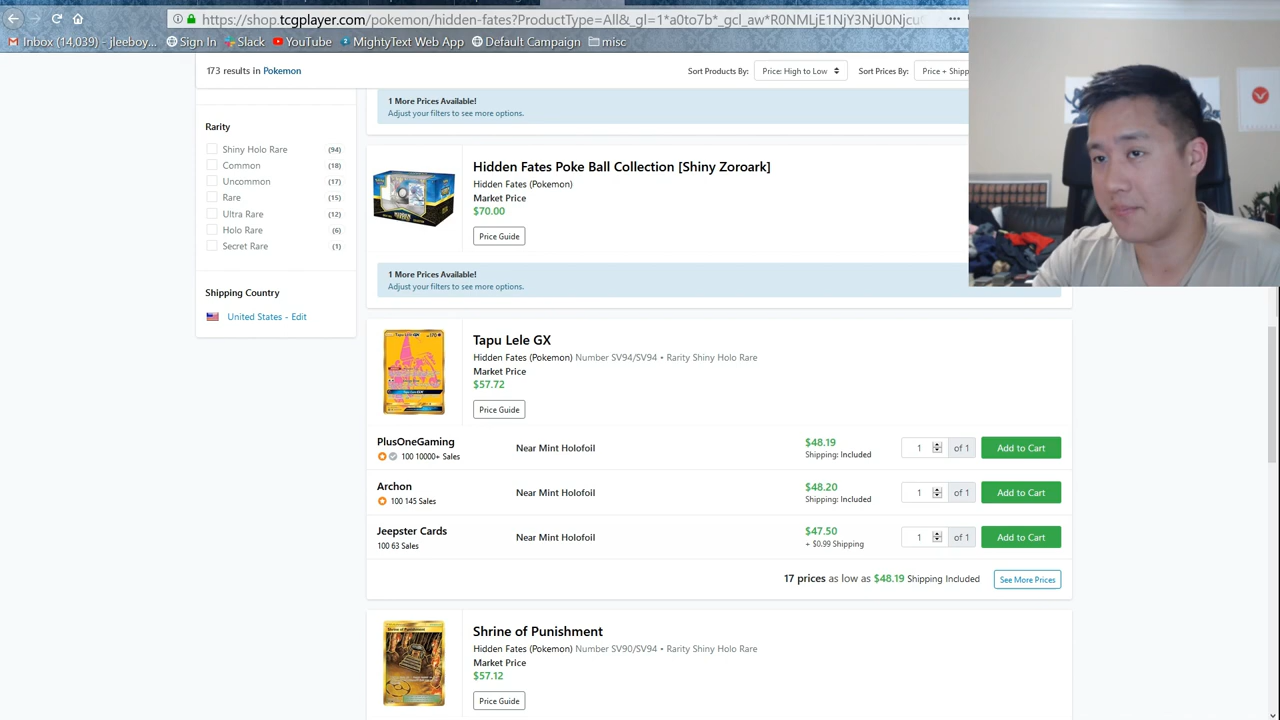 https://shop.tcgplayer.com/pokemon/hidden-fates?ProductType=All&_gl=1*a0to7b*_gcl_aw*R0NMLjE1NjY3NjU0Njcu
Inbox (14,039) — jleeboy... Sign In Slack YouTube MightyText Web App Default Campaign misc
173 results in Pokemon
Sort Products By: Price: High to Low Sort Prices By: Price + Shipp
1 More Prices Available!
Adjust your filters to see more options.
Rarity
Shiny Holo Rare (94)
Common (18)
Uncommon (17)
Rare (15)
Ultra Rare (12)
Holo Rare (6)
Secret Rare (1)
Shipping Country
United States - Edit
Hidden Fates Poke Ball Collection [Shiny Zoroark]
Hidden Fates (Pokemon)
Market Price
$70.00
Price Guide
1 More Prices Available!
Adjust your filters to see more options.
Tapu Lele GX
Hidden Fates (Pokemon) Number SV94/SV94 • Rarity Shiny Holo Rare
Market Price
$57.72
Price Guide
PlusOneGaming
100 10000+ Sales
Near Mint Holofoil
$48.19
Shipping: Included
1 of 1 Add to Cart
Archon
100 145 Sales
Near Mint Holofoil
$48.20
Shipping: Included
1 of 1 Add to Cart
Jeepster Cards
100 63 Sales
Near Mint Holofoil
$47.50
+ $0.99 Shipping
1 of 1 Add to Cart
17 prices as low as $48.19 Shipping Included See More Prices
Shrine of Punishment
Hidden Fates (Pokemon) Number SV90/SV94 • Rarity Shiny Holo Rare
Market Price
$57.12
Price Guide